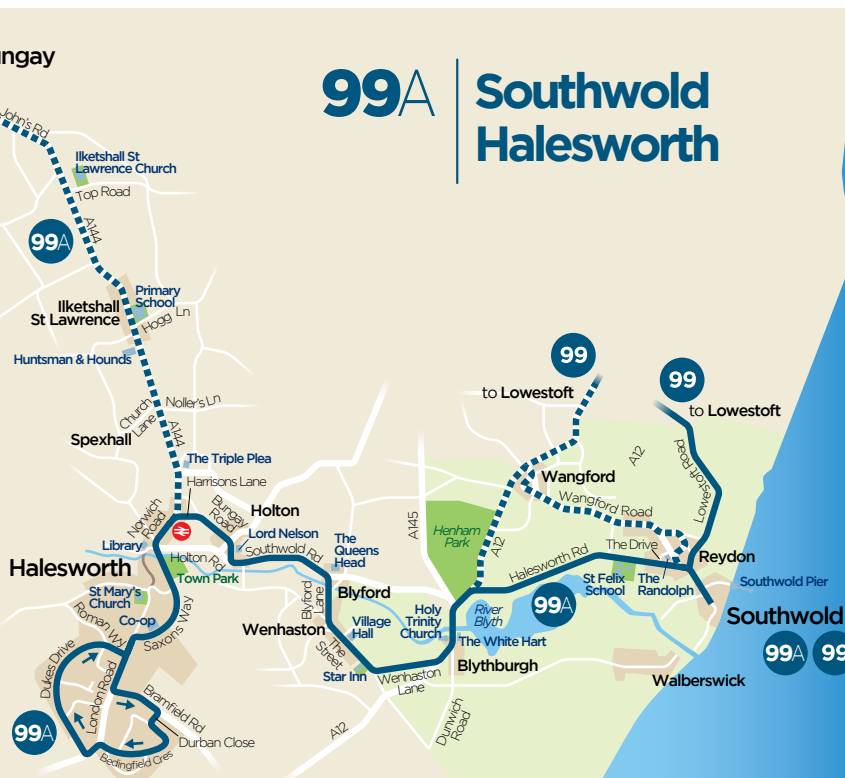 ngay
99A
Southwold
Halesworth
John's Rd
Ilketshall St
Lawrence Church
Top Road
A144
99A
Primary
School
Ilketshall
St Lawrence
Hogg Ln
Huntsman & Hounds
Church
Lane
Noller's Ln
A144
Spexhall
The Triple Plea
Harrisons Lane
Norwich
Road
Bungay
Road
Holton
Library
Holton Rd
Lord Nelson
Southwold Rd
The
Queens
Head
Halesworth
Town Park
St Mary's
Church
Co-op
Roman Wy
Saxons Way
Blyford
Lane
Blyford
Wenhaston
The
Street
Village
Hall
Star Inn
Wenhaston
Lane
Dukes Drive
London Road
Bramfield Rd
Durban Close
Bedingfield Cres
99A
A12
Dunwich
Road
A145
Henham
Park
A12
99
to Lowestoft
99
to Lowestoft
A12
Lowestoft Road
Wangford
Wangford Road
Halesworth Rd
The Drive
Reydon
St Felix
School
The
Randolph
Southwold Pier
99A
Holy
Trinity
Church
River
Blyth
The White Hart
Blythburgh
Southwold
99A
99
Walberswick